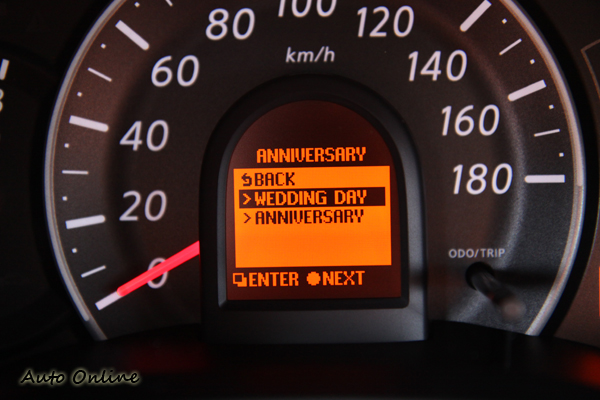 80
100
120
60
km/h
140
40
160
20
180
0
ANNIVERSARY
BACK
>WEDDING DAY
>ANNIVERSARY
ENTER NEXT
ODO/TRIP
Auto Online